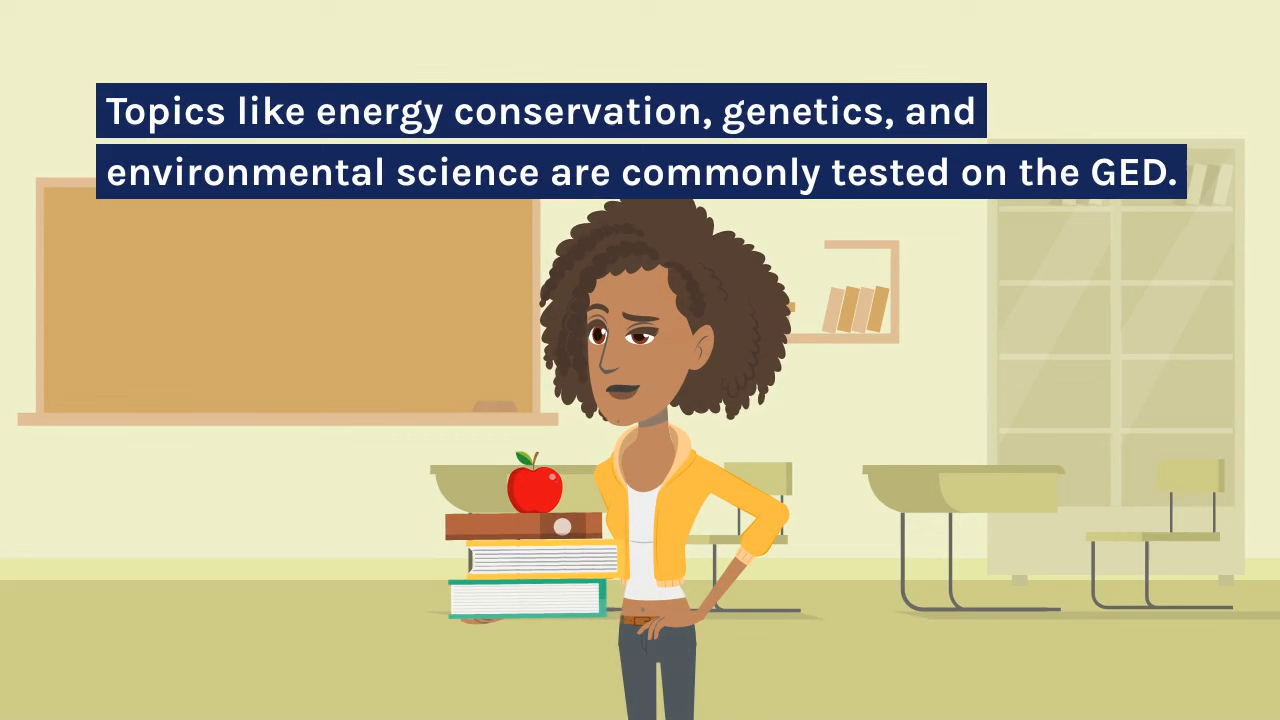 Topics like energy conservation, genetics, and
environmental science are commonly tested on the GED.